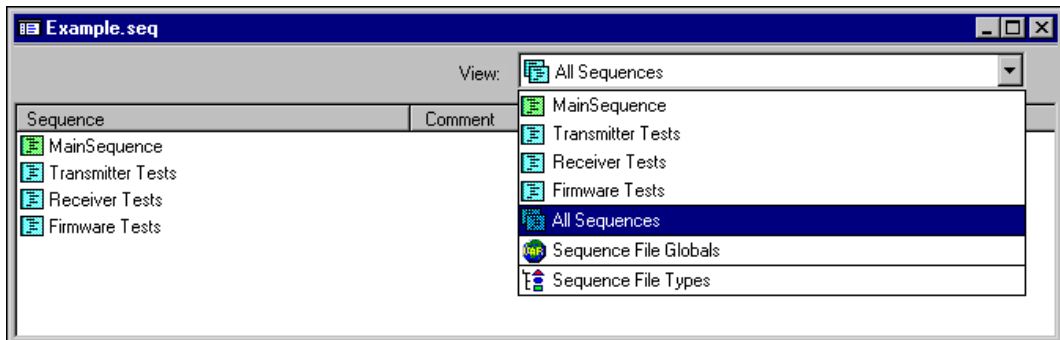 Example.seq
View: All Sequences
Sequence Comment
MainSequence
Transmitter Tests
Receiver Tests
Firmware Tests
MainSequence
Transmitter Tests
Receiver Tests
Firmware Tests
All Sequences
Sequence File Globals
Sequence File Types